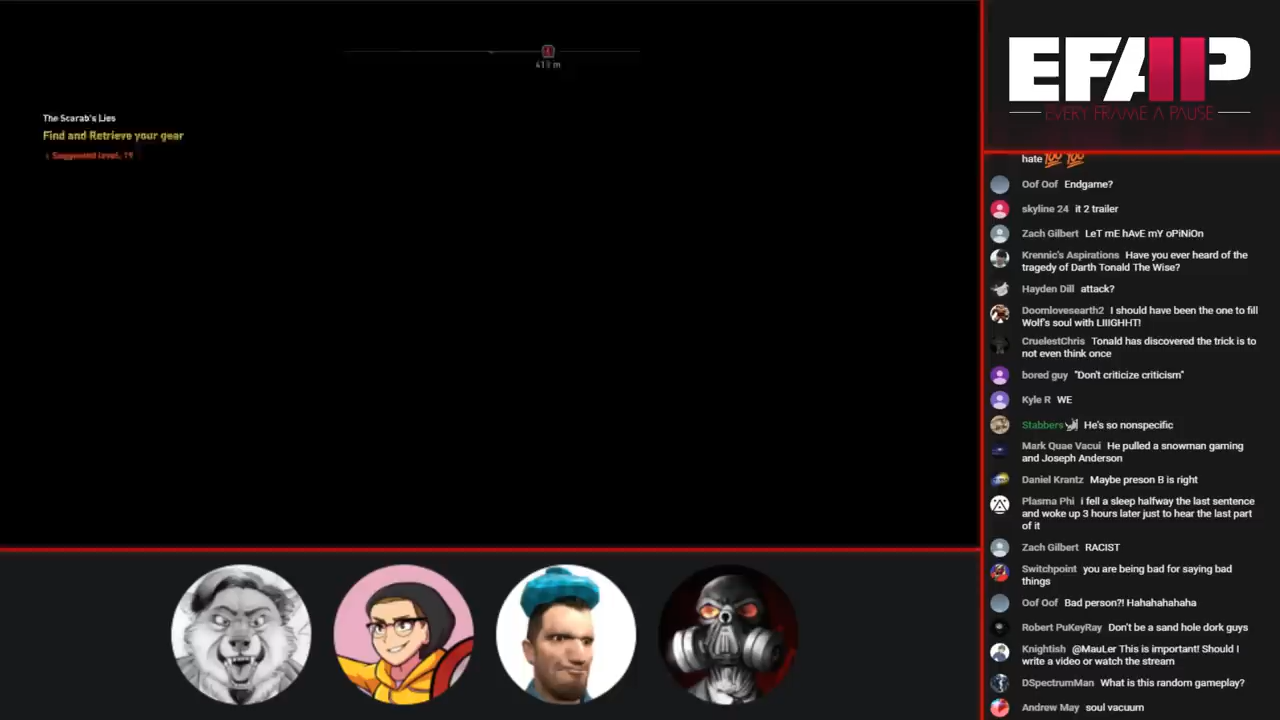 413 m
The Scarab's Lies
Find and Retrieve your gear
Suggested Level: 19
EFAP
EVERY FRAME A PAUSE
hate 💯 💯
Oof Oof Endgame?
skyline 24 it 2 trailer
Zach Gilbert LeT mE hAvE mY oPiNiOn
Krennic's Aspirations Have you ever heard of the
tragedy of Darth Tonald The Wise?
Hayden Dill attack?
Doomlovesearth2 I should have been the one to fill
Wolf's soul with LIIIGHHT!
CruelestChris Tonald has discovered the trick is to
not even think once
bored guy "Don't criticize criticism"
Kyle R WE
Stabbers He's so nonspecific
Mark Quae Vacui He pulled a snowman gaming
and Joseph Anderson
Daniel Krantz Maybe preson B is right
Plasma Phi i fell a sleep halfway the last sentence
and woke up 3 hours later just to hear the last part
of it
Zach Gilbert RACIST
Switchpoint you are being bad for saying bad
things
Oof Oof Bad person?! Hahahahahaha
Robert PuKeyRay Don't be a sand hole dork guys
Knightish @MauLer This is important! Should I
write a video or watch the stream
DSpectrumMan What is this random gameplay?
Andrew May soul vacuum